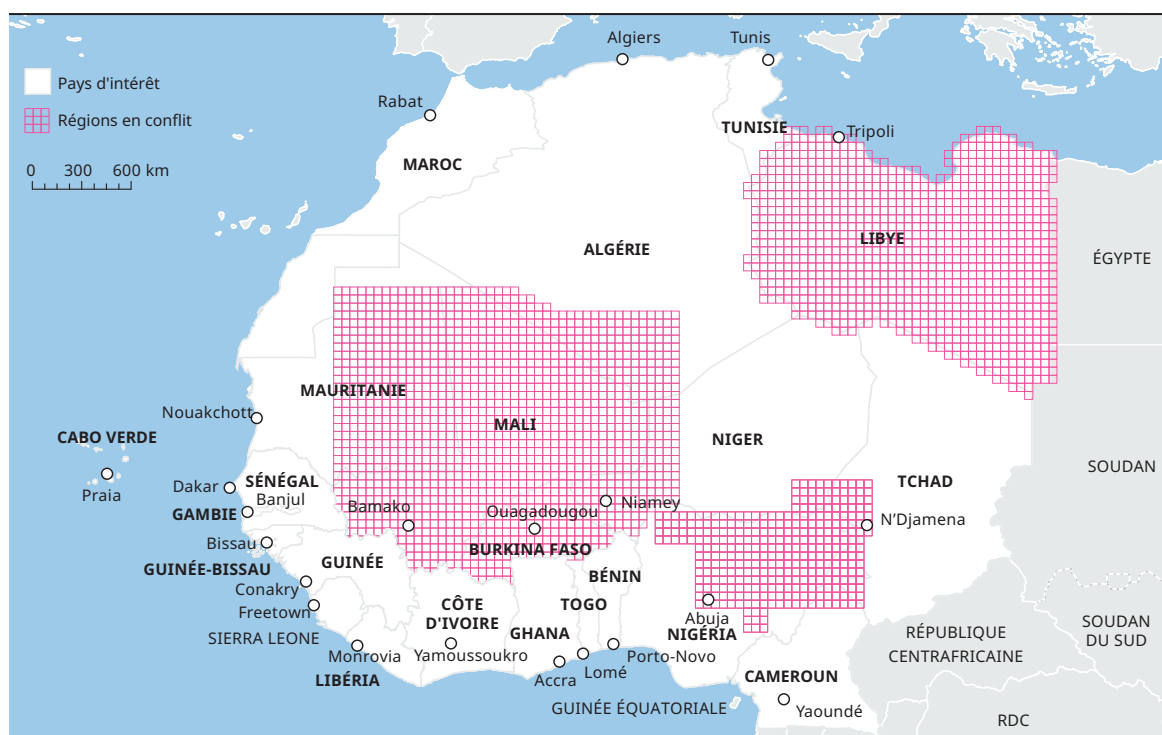 Algiers
Tunis
Pays d'intérêt
Rabat
Régions en conflit
TUNISIE
Tripoli
MAROC
0 300 600 km
LIBYE
ALGÉRIE
ÉGYPTE
MAURITANIE
Nouakchott
MALI
CABO VERDE
NIGER
SOUDAN
SÉNÉGAL
TCHAD
Dakar
Praia
Banjul
Niamey
Bamako
Ouagadougou
GAMBIE
N'Djamena
Bissau
BURKINA FASO
GUINÉE
GUINÉE-BISSAU
BÉNIN
Conakry
CÔTE
D'IVOIRE
TOGO
Freetown
Abuja
SOUDAN
DU SUD
SIERRA LEONE
GHANA
NIGÉRIA
RÉPUBLIQUE
CENTRAFRICAINE
Monrovia
Yamoussoukro
Porto-Novo
Lomé
LIBÉRIA
Accra
CAMEROUN
GUINÉE ÉQUATORIALE
Yaoundé
RDC